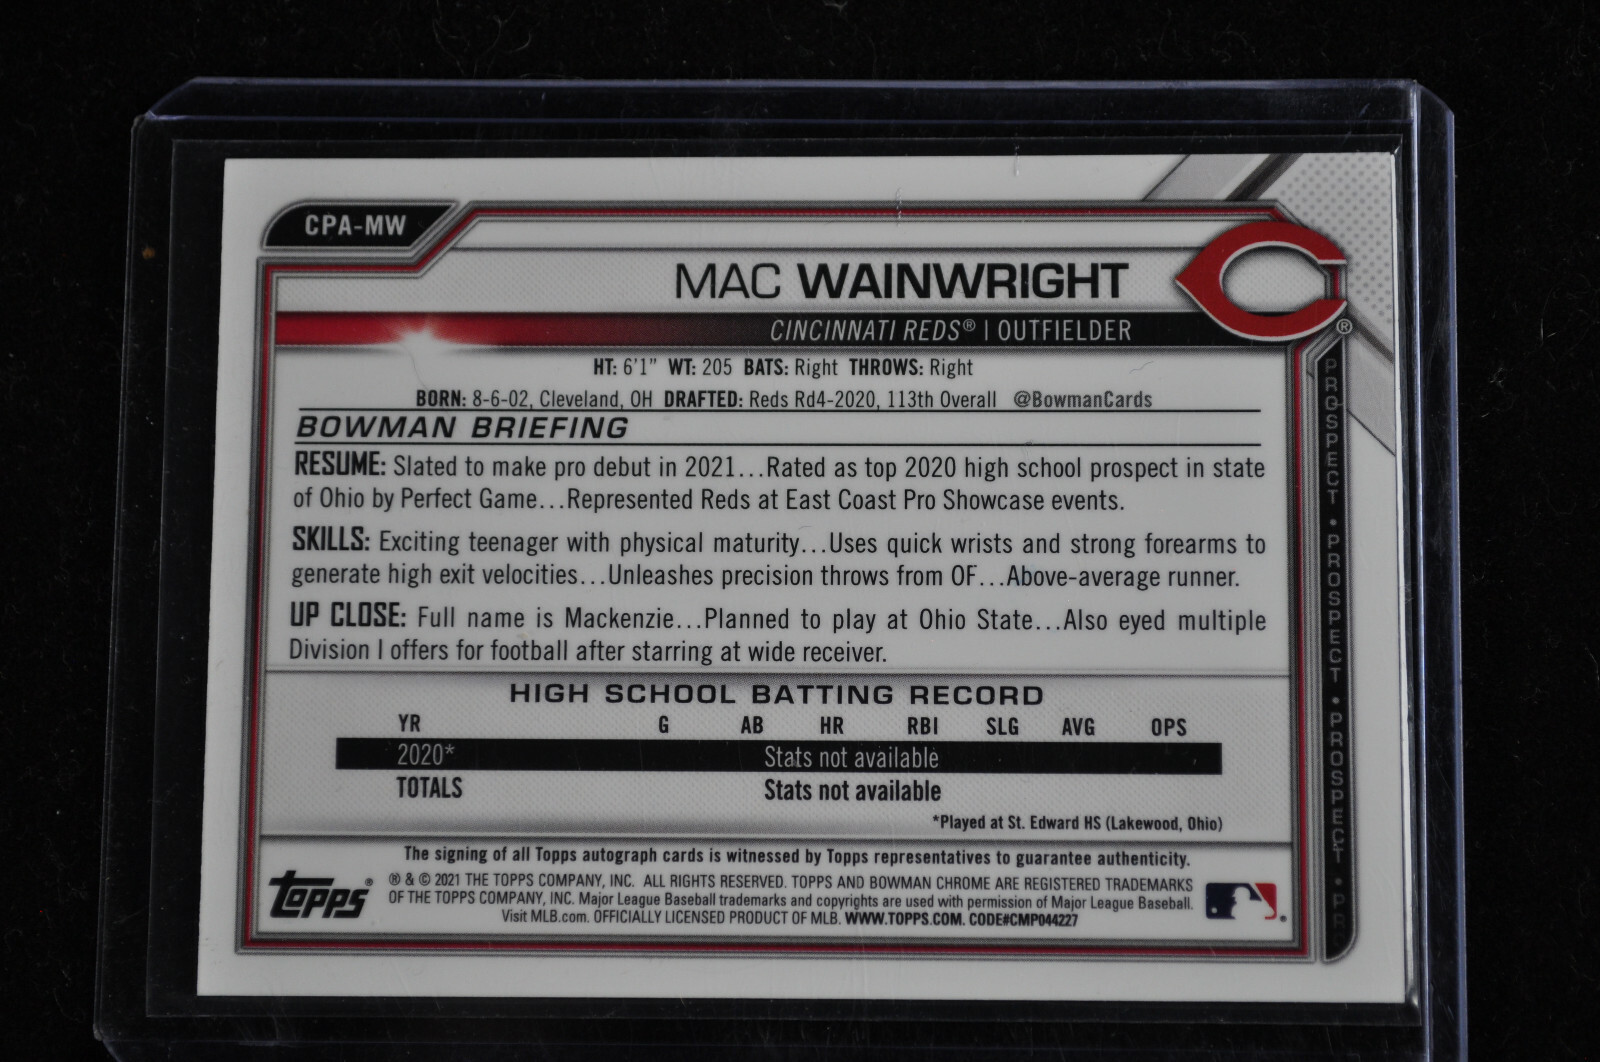 CPA-MW
MAC WAINWRIGHT
CINCINNATI REDS® | OUTFIELDER
®
HT: 6'1" WT: 205 BATS: Right THROWS: Right
BORN: 8-6-02, Cleveland, OH DRAFTED: Reds Rd4-2020, 113th Overall @BowmanCards
BOWMAN BRIEFING
RESUME: Slated to make pro debut in 2021...Rated as top 2020 high school prospect in state
of Ohio by Perfect Game...Represented Reds at East Coast Pro Showcase events.
SKILLS: Exciting teenager with physical maturity...Uses quick wrists and strong forearms to
generate high exit velocities...Unleashes precision throws from OF...Above-average runner.
UP CLOSE: Full name is Mackenzie...Planned to play at Ohio State...Also eyed multiple
Division I offers for football after starring at wide receiver.
HIGH SCHOOL BATTING RECORD
YR G AB HR RBI SLG AVG OPS
2020* Stats not available
TOTALS Stats not available
*Played at St. Edward HS (Lakewood, Ohio)
The signing of all Topps autograph cards is witnessed by Topps representatives to guarantee authenticity.
Topps®
® & © 2021 THE TOPPS COMPANY, INC. ALL RIGHTS RESERVED. TOPPS AND BOWMAN CHROME ARE REGISTERED TRADEMARKS
OF THE TOPPS COMPANY, INC. Major League Baseball trademarks and copyrights are used with permission of Major League Baseball.
Visit MLB.com. OFFICIALLY LICENSED PRODUCT OF MLB. WWW.TOPPS.COM. CODE#CMP044227
PROSPECT • PROSPECT • PROSPECT • PR